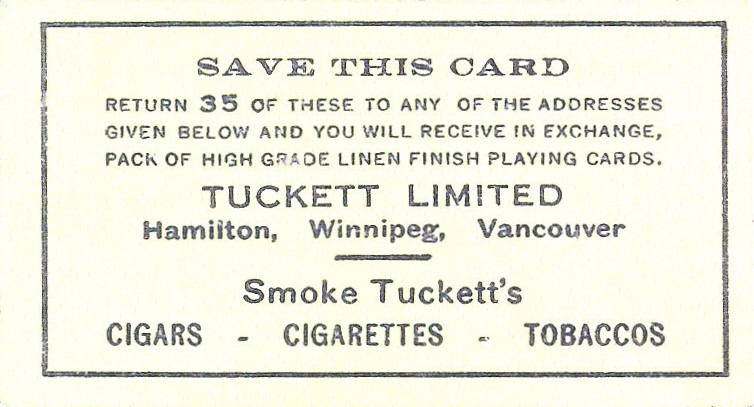 SAVE THIS CARD
RETURN 35 OF THESE TO ANY OF THE ADDRESSES
GIVEN BELOW AND YOU WILL RECEIVE IN EXCHANGE,
PACK OF HIGH GRADE LINEN FINISH PLAYING CARDS.
TUCKETT LIMITED
Hamilton, Winnipeg, Vancouver
Smoke Tuckett's
CIGARS - CIGARETTES - TOBACCOS